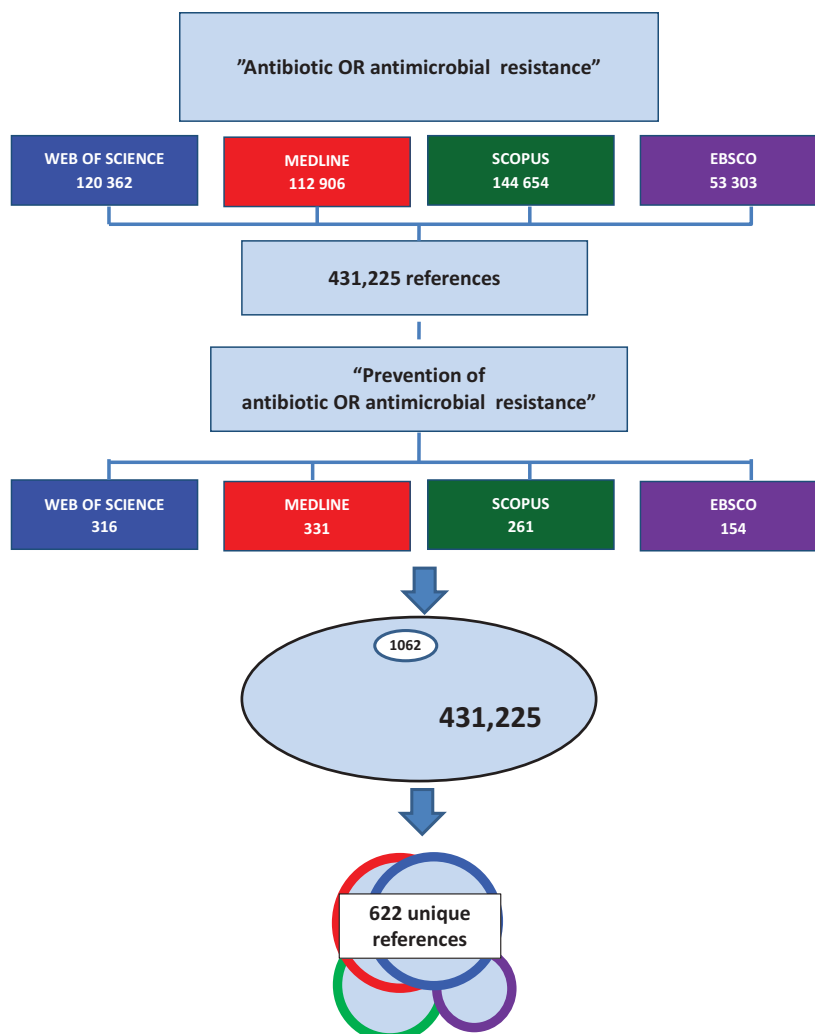 ”Antibiotic OR antimicrobial resistance”
WEB OF SCIENCE
120 362
MEDLINE
112 906
SCOPUS
144 654
EBSCO
53 303
431,225 references
“Prevention of
antibiotic OR antimicrobial resistance”
WEB OF SCIENCE
316
MEDLINE
331
SCOPUS
261
EBSCO
154
1062
431,225
622 unique
references